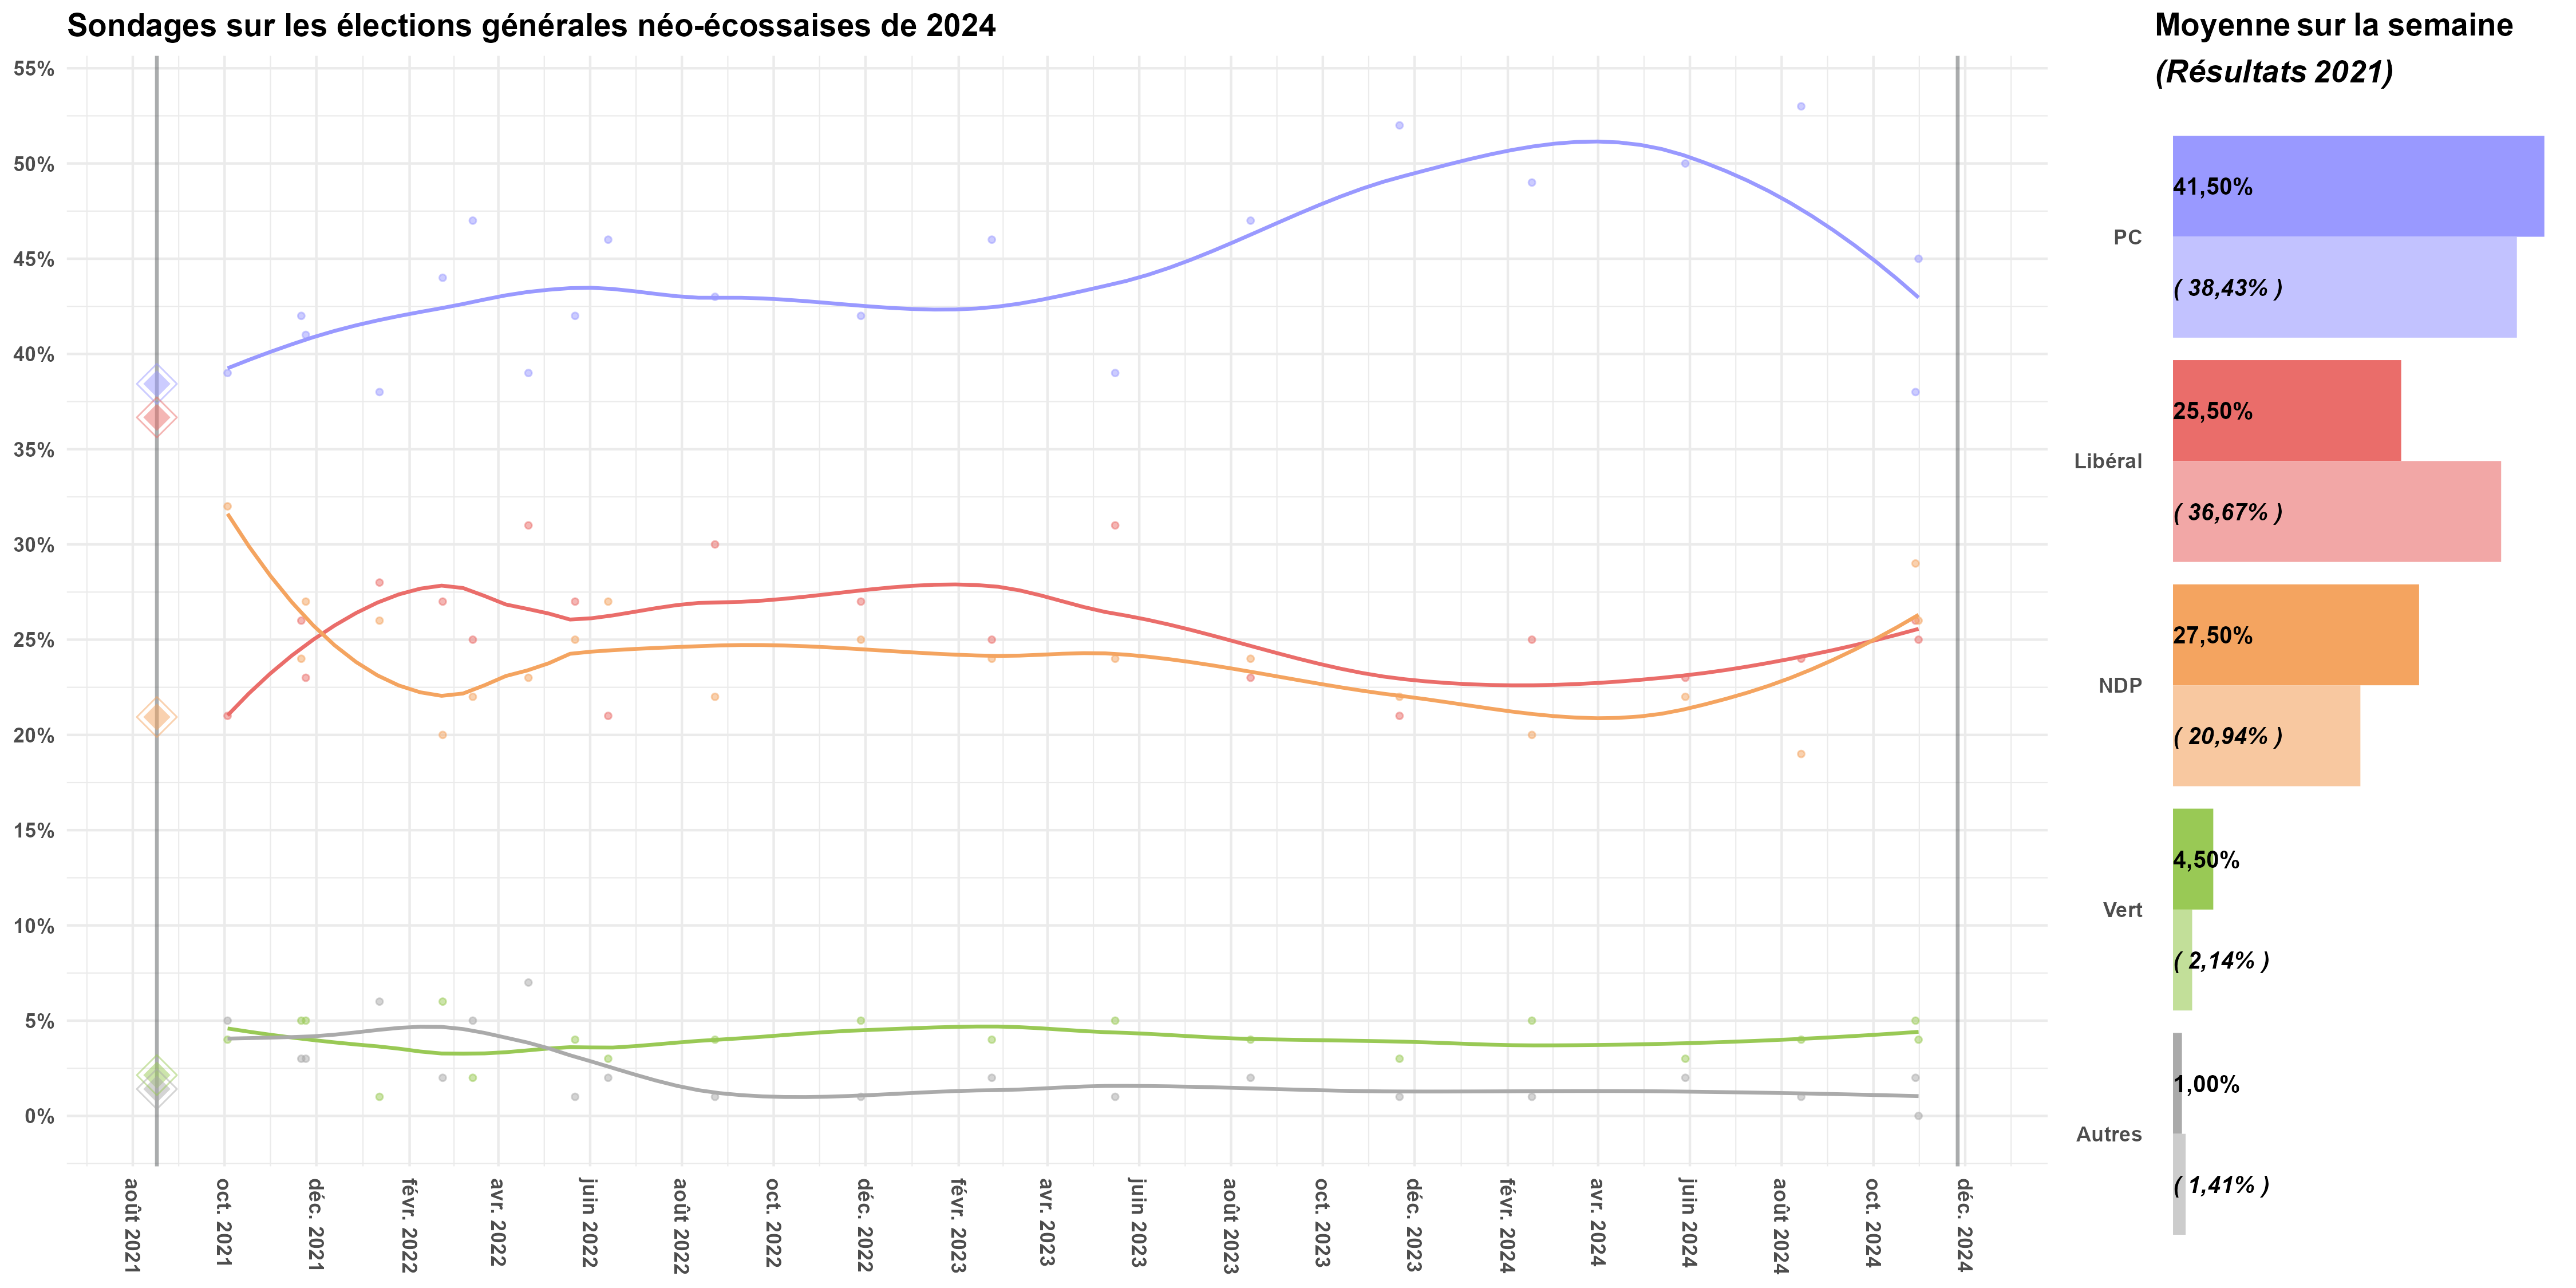 Sondages sur les élections générales néo-écossaises de 2024
55%
50%
45%
40%
35%
30%
25%
20%
15%
10%
5%
0%
août 2021
oct. 2021
déc. 2021
févr. 2022
avr. 2022
juin 2022
août 2022
oct. 2022
déc. 2022
févr. 2023
avr. 2023
juin 2023
août 2023
oct. 2023
déc. 2023
févr. 2024
avr. 2024
juin 2024
août 2024
oct. 2024
déc. 2024
Moyenne sur la semaine
(Résultats 2021)
PC
41,50%
( 38,43% )
Libéral
25,50%
( 36,67% )
NDP
27,50%
( 20,94% )
Vert
4,50%
( 2,14% )
Autres
1,00%
( 1,41% )